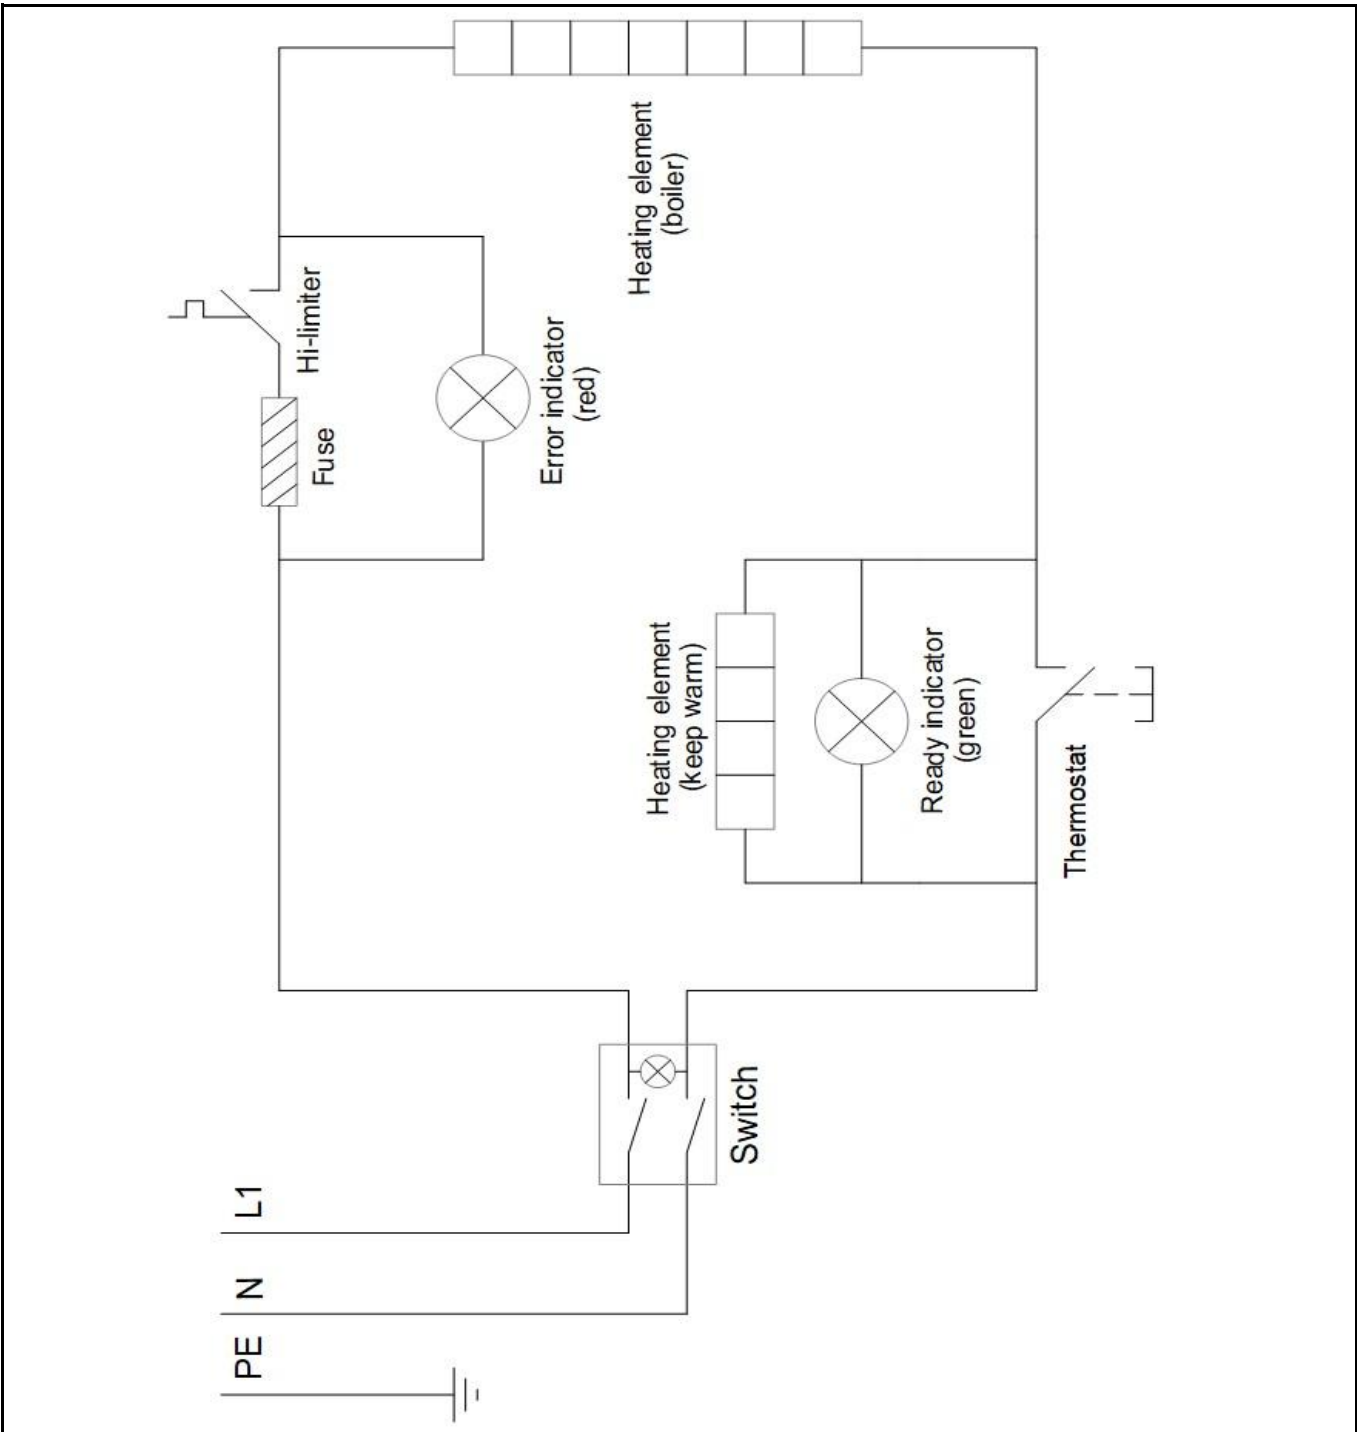 Heating element
(boiler)
Hi-limiter
Fuse
Error indicator
(red)
Heating element
(keep warm)
Ready indicator
(green)
Thermostat
Switch
L1
N
PE